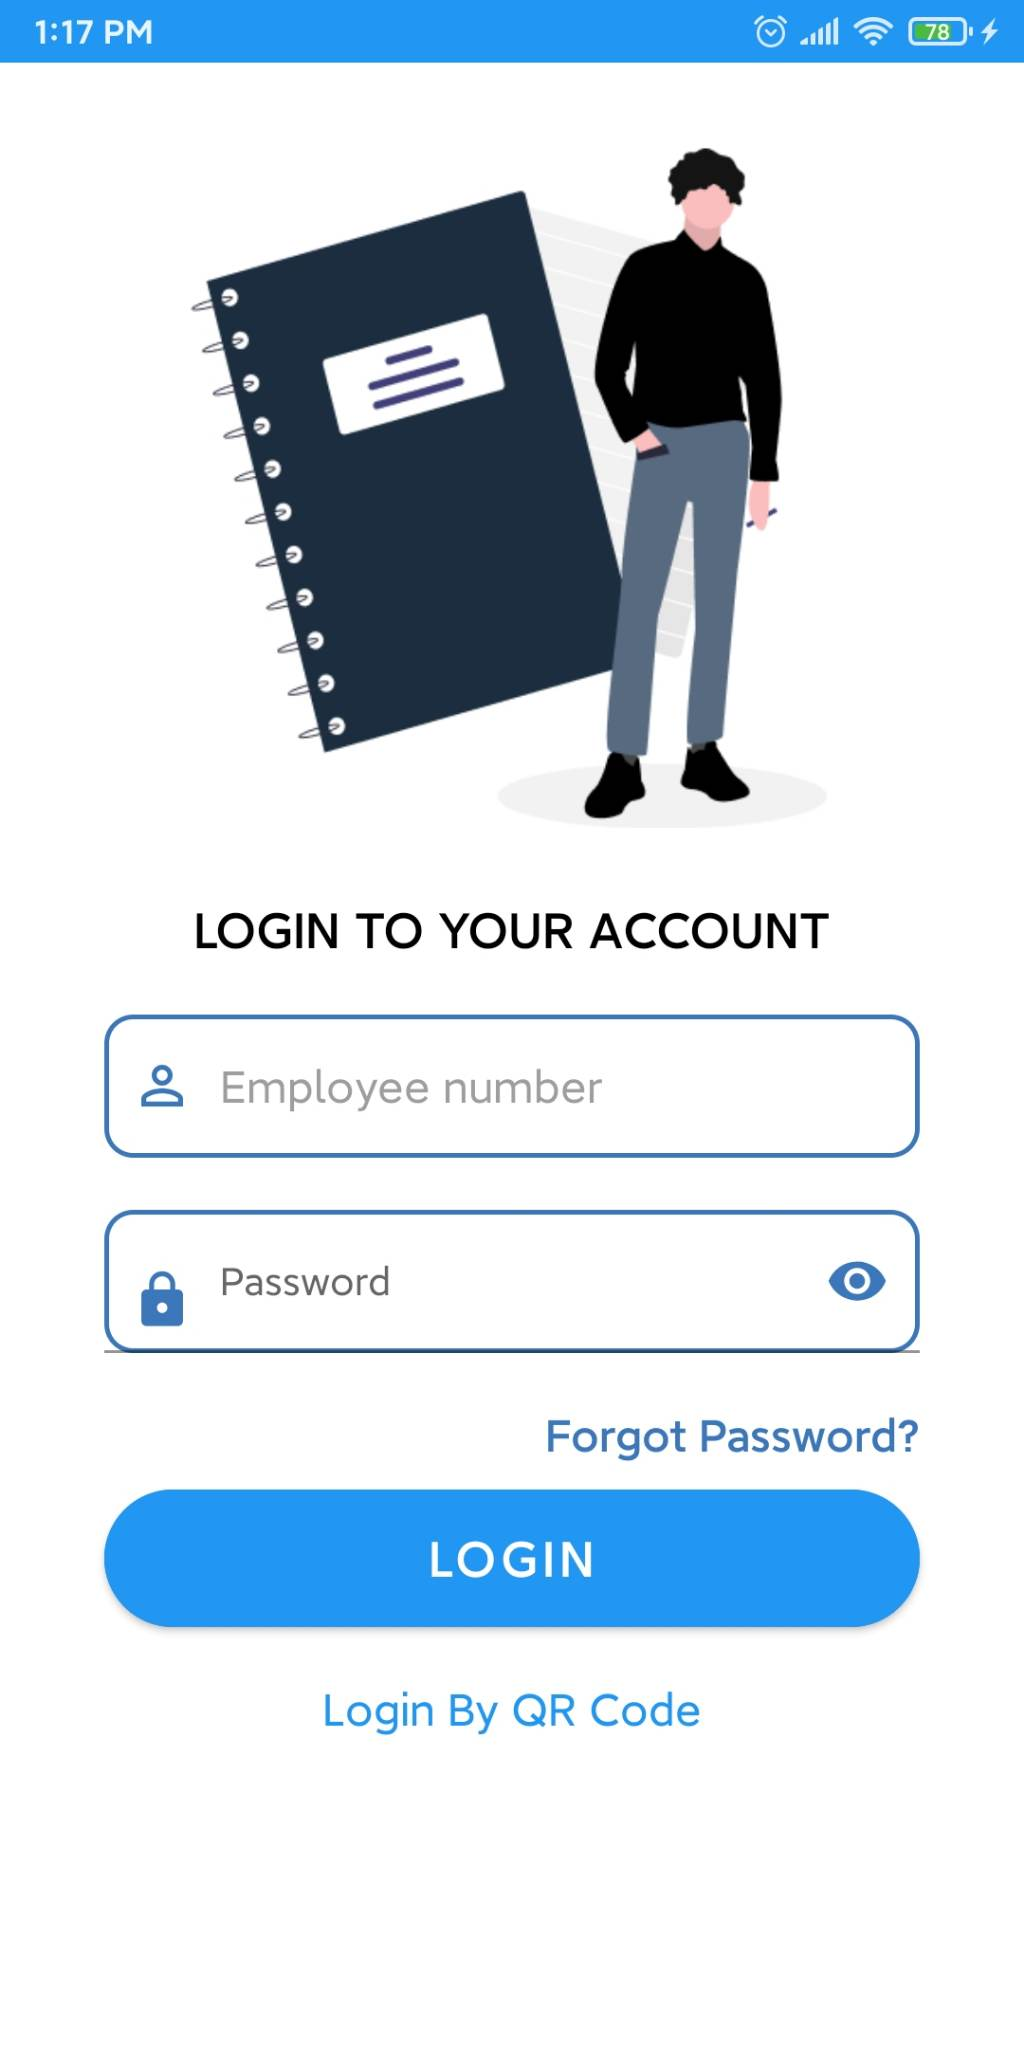 1:17 PM
78
LOGIN TO YOUR ACCOUNT
Employee number
Password
Forgot Password?
LOGIN
Login By QR Code